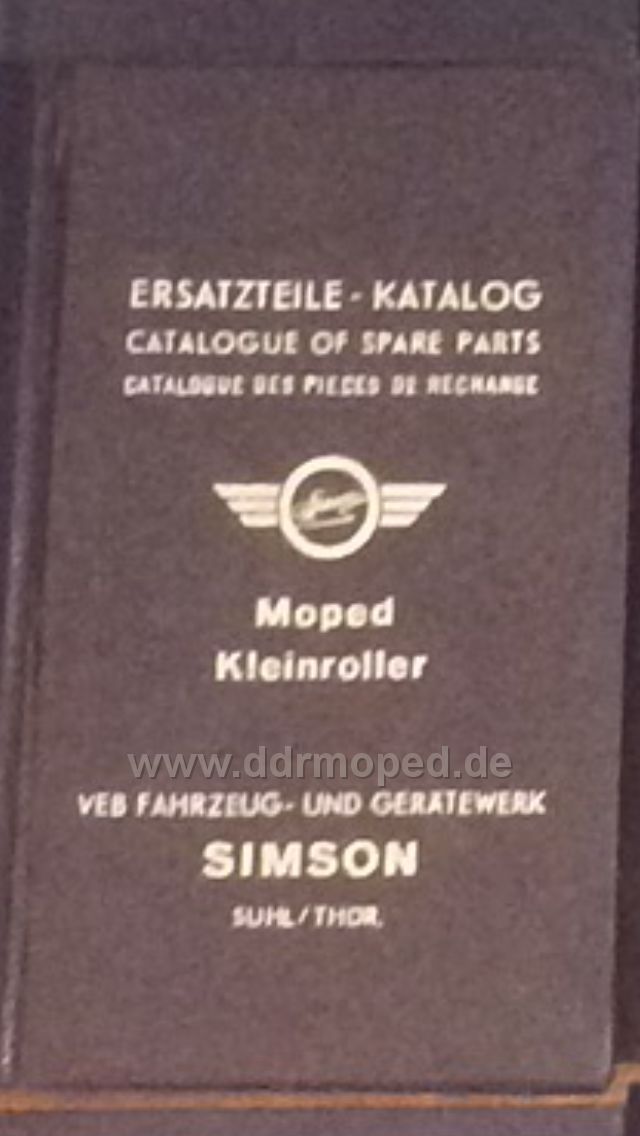 ERSATZTEILE - KATALOG
CATALOGUE OF SPARE PARTS
CATALOGUE DES PIECES DE RECHANGE
Simson
Moped
Kleinroller
www.ddrmoped.de
VEB FAHRZEUG- UND GERÄTEWERK
SIMSON
SUHL/THÜR.